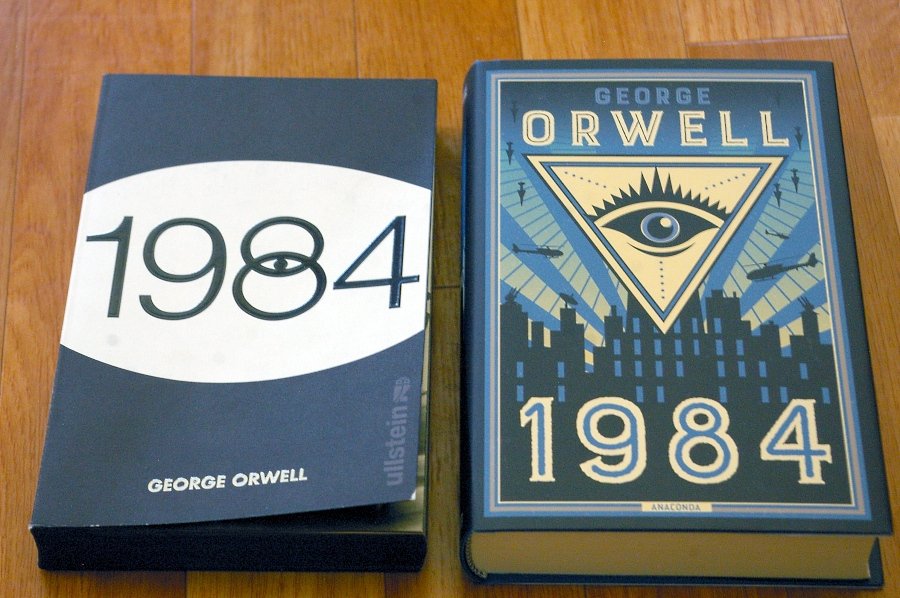 1984
ullstein
GEORGE ORWELL
GEORGE
ORWELL
1984
ANACONDA